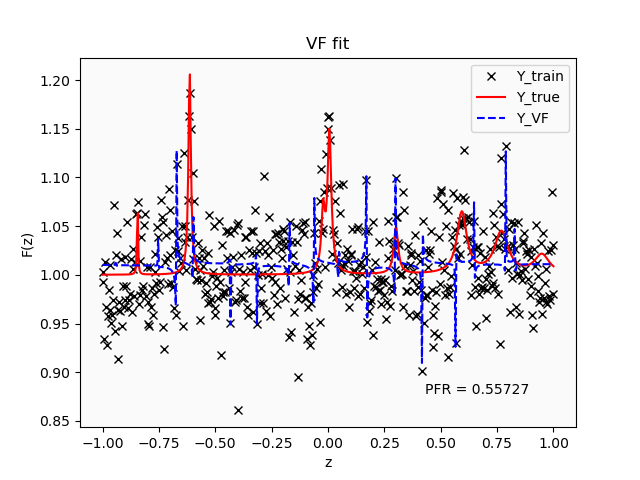 VF fit
Y_train
Y_true
Y_VF
1.20
1.15
1.10
1.05
1.00
0.95
0.90
0.85
F(z)
PFR = 0.55727
−1.00 −0.75 −0.50 −0.25 0.00 0.25 0.50 0.75 1.00
z